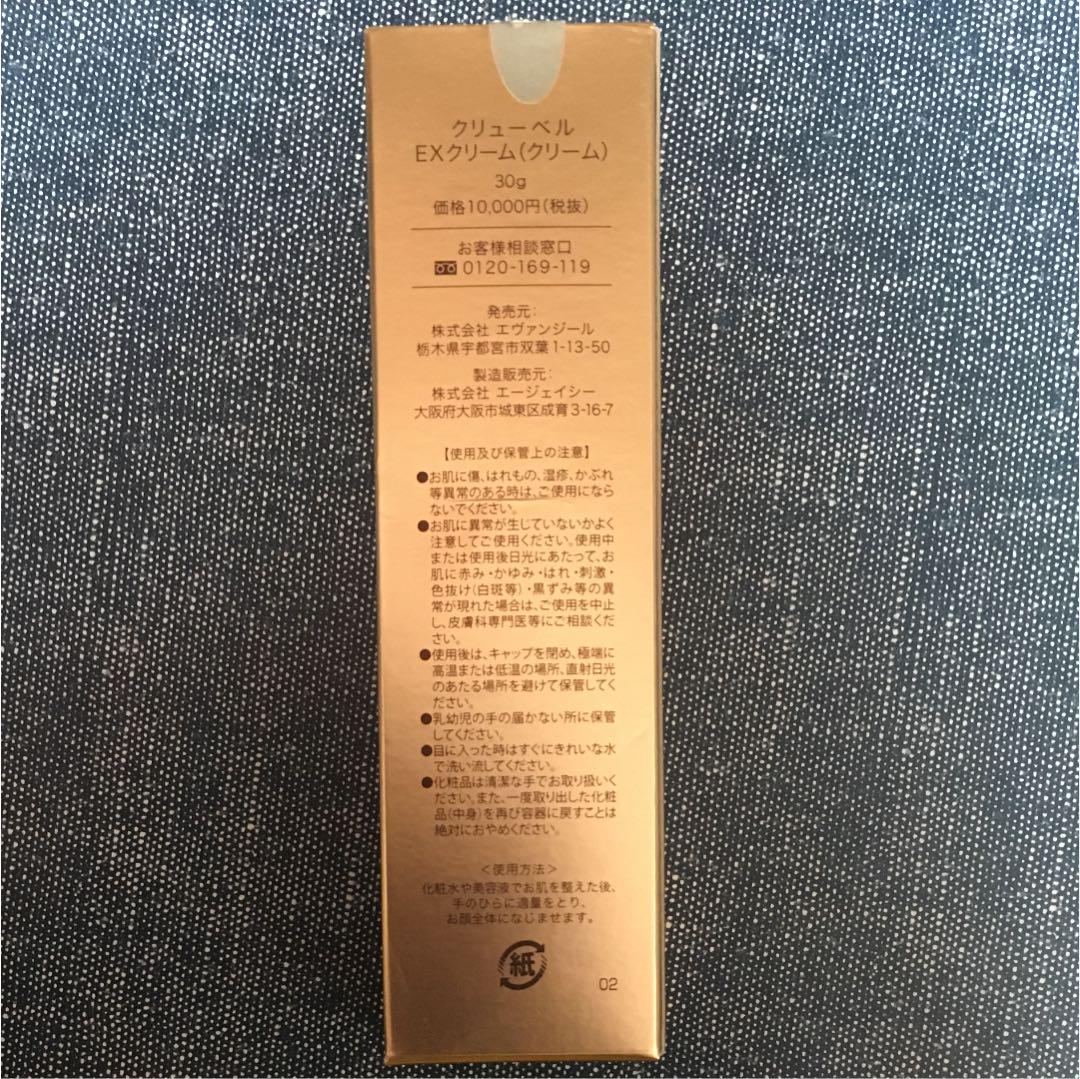 クリューベル
EXクリーム(クリーム)
30g
価格10,000円(税抜)
お客様相談窓口
0120-169-119
発売元:
株式会社 エヴァンジール
栃木県宇都宮市双葉1-13-50
製造販売元:
株式会社 エージェイシー
大阪府大阪市城東区成育3-16-7
【使用及び保管上の注意】
●お肌に傷、はれもの、湿疹、かぶれ
等異常のある時は、ご使用になら
ないでください。
●お肌に異常が生じていないかよく
注意してご使用ください。使用中
または使用後日光にあたって、お
肌に赤み・かゆみ・はれ・刺激・
色抜け(白斑等)・黒ずみ等の異
常が現れた場合は、ご使用を中止
し、皮膚科専門医等にご相談くだ
さい。
●使用後は、キャップを閉め、極端に
高温または低温の場所、直射日光
のあたる場所を避けて保管してく
ださい。
●乳幼児の手の届かない所に保管
してください。
●目に入った時はすぐにきれいな水
で洗い流してください。
●化粧品は清潔な手でお取り扱いく
ださい。また、一度取り出した化粧
品(中身)を再び容器に戻すことは
絶対におやめください。
<使用方法>
化粧水や美容液でお肌を整えた後、
手のひらに適量をとり、
お顔全体になじませます。
紙
02